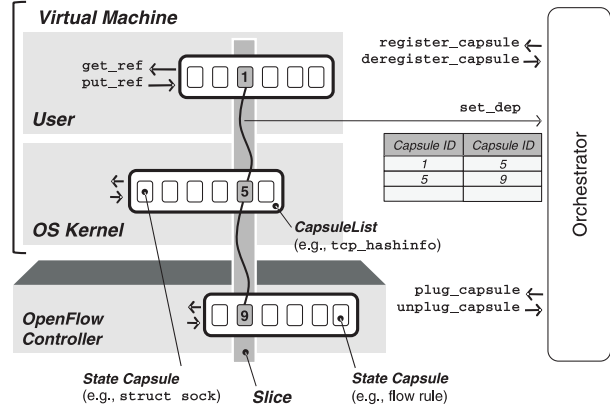 Virtual Machine
get_ref
put_ref
1
User
register_capsule
deregister_capsule
set_dep
Capsule ID Capsule ID
1 5
5 9
Orchestrator
5
OS Kernel
CapsuleList
(e.g., tcp_hashinfo)
plug_capsule
unplug_capsule
9
OpenFlow
Controller
State Capsule
(e.g., struct sock)
Slice
State Capsule
(e.g., flow rule)